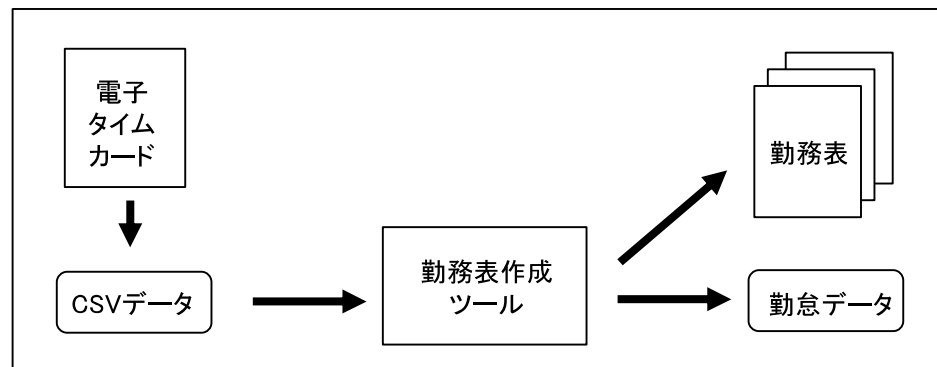 電子
タイム
カード
CSVデータ
勤務表作成
ツール
勤務表
勤怠データ